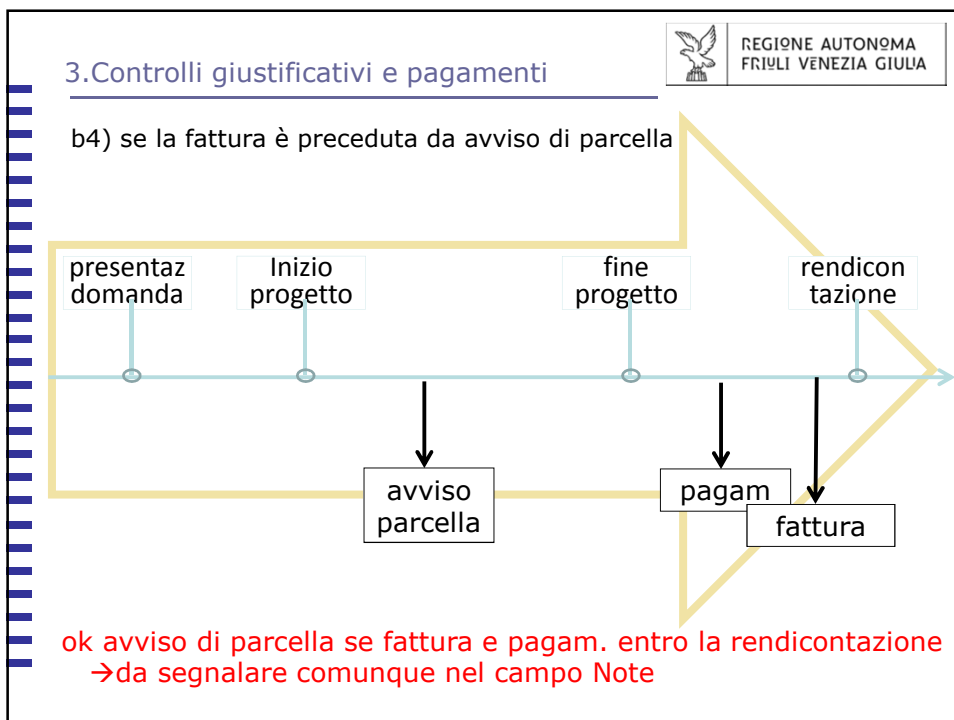 REGIONE AUTONOMA
FRIULI VENEZIA GIULIA
3.Controlli giustificativi e pagamenti
b4) se la fattura è preceduta da avviso di parcella
presentaz
domanda
Inizio
progetto
fine
progetto
rendicon
tazione
avviso
parcella
pagam
fattura
ok avviso di parcella se fattura e pagam. entro la rendicontazione
→da segnalare comunque nel campo Note